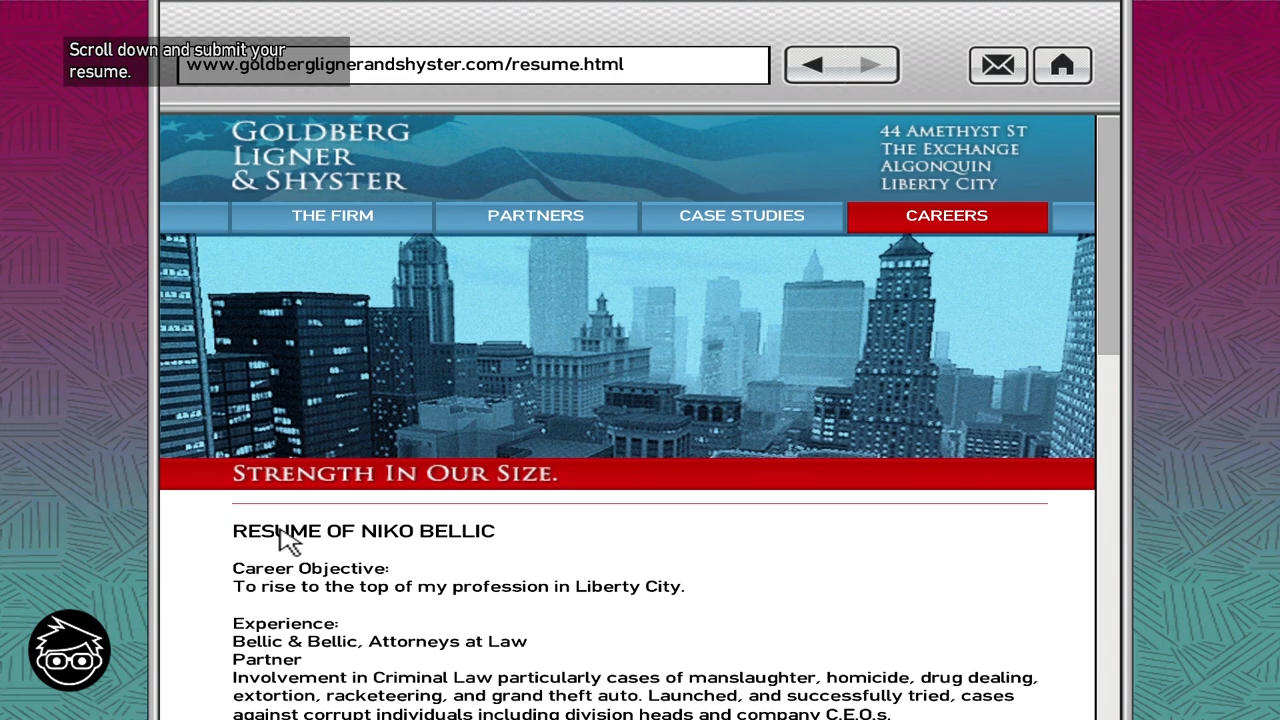 Scroll down and submit your
resume.
www.goldberglignerandshyster.com/resume.html
GOLDBERG
LIGNER
& SHYSTER
44 AMETHYST ST
THE EXCHANGE
ALGONQUIN
LIBERTY CITY
THE FIRM PARTNERS CASE STUDIES CAREERS
STRENGTH IN OUR SIZE.
RESUME OF NIKO BELLIC
Career Objective:
To rise to the top of my profession in Liberty City.
Experience:
Bellic & Bellic, Attorneys at Law
Partner
Involvement in Criminal Law particularly cases of manslaughter, homicide, drug dealing,
extortion, racketeering, and grand theft auto. Launched, and successfully tried, cases
against corrupt individuals including division heads and company C.E.O.s.